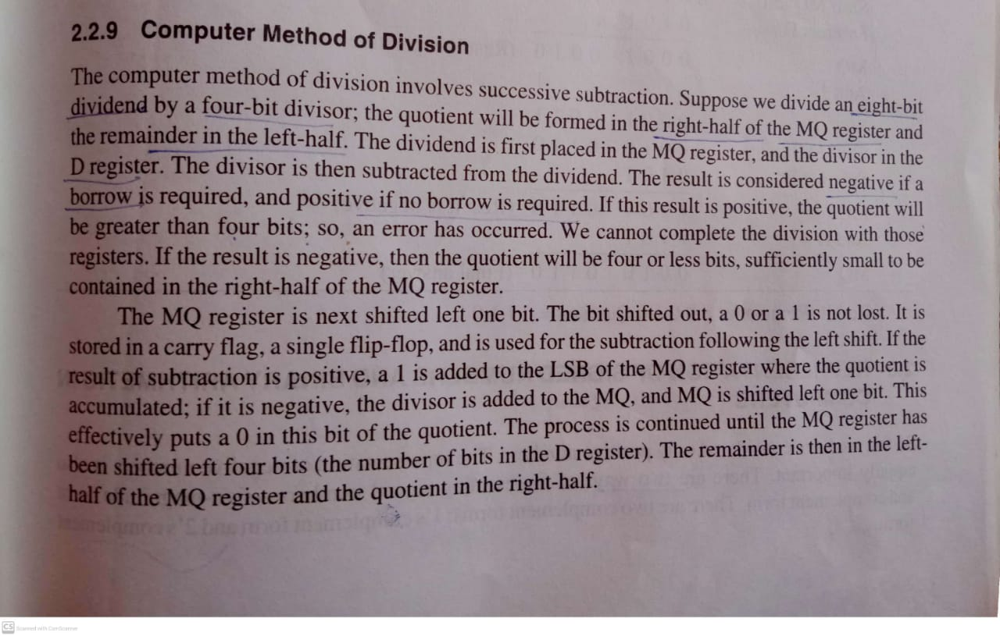 2.2.9 Computer Method of Division
The computer method of division involves successive subtraction. Suppose we divide an eight-bit
dividend by a four-bit divisor; the quotient will be formed in the right-half of the MQ register and
the remainder in the left-half. The dividend is first placed in the MQ register, and the divisor in the
D register. The divisor is then subtracted from the dividend. The result is considered negative if a
borrow is required, and positive if no borrow is required. If this result is positive, the quotient will
be greater than four bits; so, an error has occurred. We cannot complete the division with those
registers. If the result is negative, then the quotient will be four or less bits, sufficiently small to be
contained in the right-half of the MQ register.
The MQ register is next shifted left one bit. The bit shifted out, a 0 or a 1 is not lost. It is
stored in a carry flag, a single flip-flop, and is used for the subtraction following the left shift. If the
result of subtraction is positive, a 1 is added to the LSB of the MQ register where the quotient is
accumulated; if it is negative, the divisor is added to the MQ, and MQ is shifted left one bit. This
effectively puts a 0 in this bit of the quotient. The process is continued until the MQ register has
been shifted left four bits (the number of bits in the D register). The remainder is then in the left-
half of the MQ register and the quotient in the right-half.
CS Scanned with CamScanner